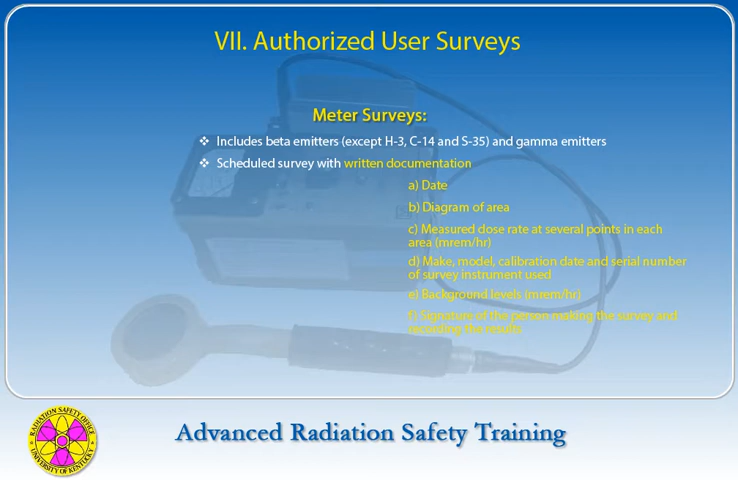 VII. Authorized User Surveys
Meter Surveys:
❖ Includes beta emitters (except H-3, C-14 and S-35) and gamma emitters
❖ Scheduled survey with written documentation
a) Date
b) Diagram of area
c) Measured dose rate at several points in each
area (mrem/hr)
d) Make, model, calibration date and serial number
of survey instrument used
e) Background levels (mrem/hr)
f) Signature of the person making the survey and
recording the results
RADIATION SAFETY OFFICE
UNIVERSITY OF KENTUCKY
Advanced Radiation Safety Training